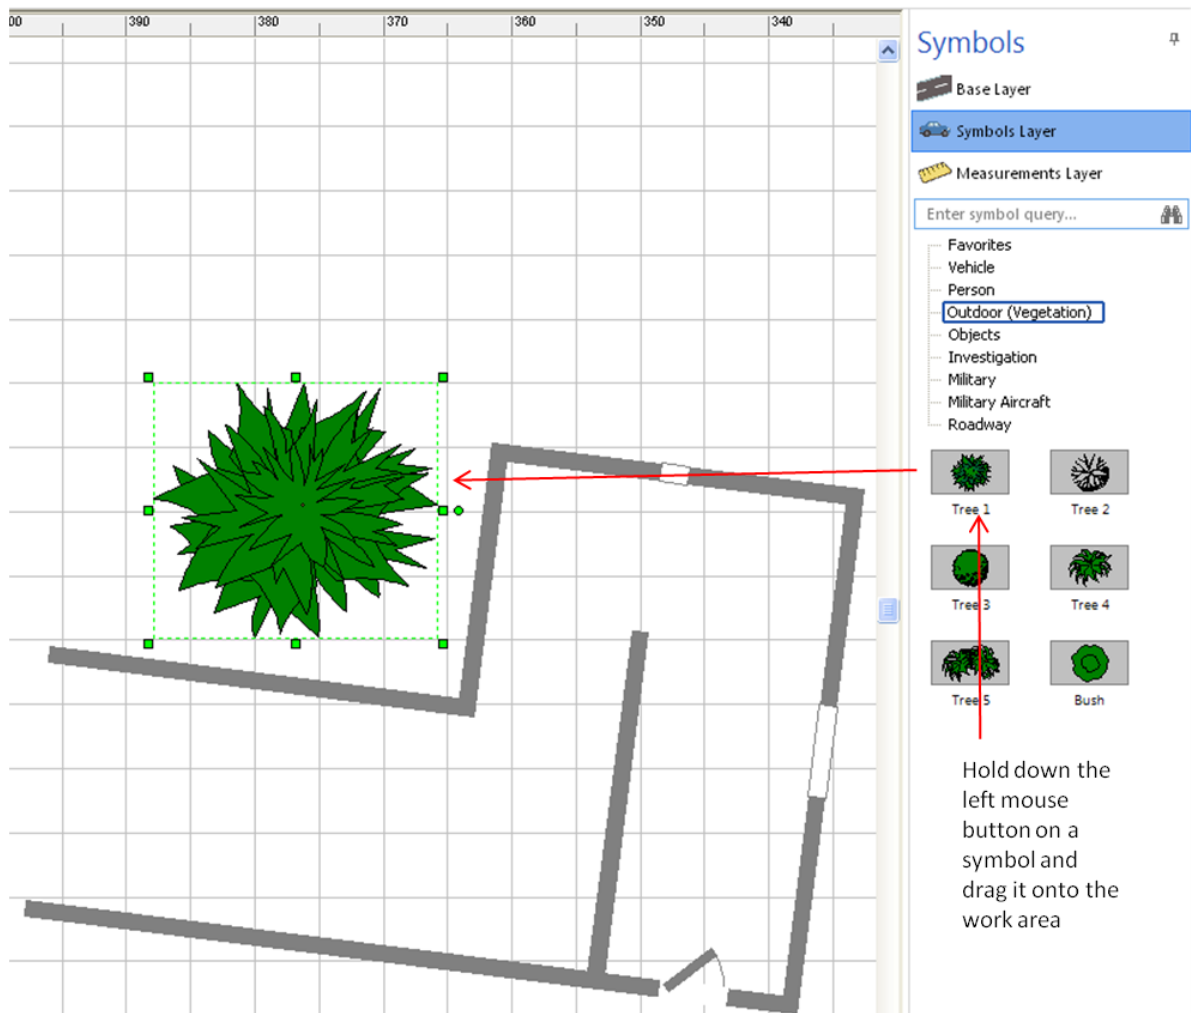 00 390 380 370 360 350 340
Symbols
Base Layer
Symbols Layer
Measurements Layer
Enter symbol query...
Favorites
Vehicle
Person
Outdoor (Vegetation)
Objects
Investigation
Military
Military Aircraft
Roadway
Tree 1 Tree 2
Tree 3 Tree 4
Tree 5 Bush
Hold down the
left mouse
button on a
symbol and
drag it onto the
work area